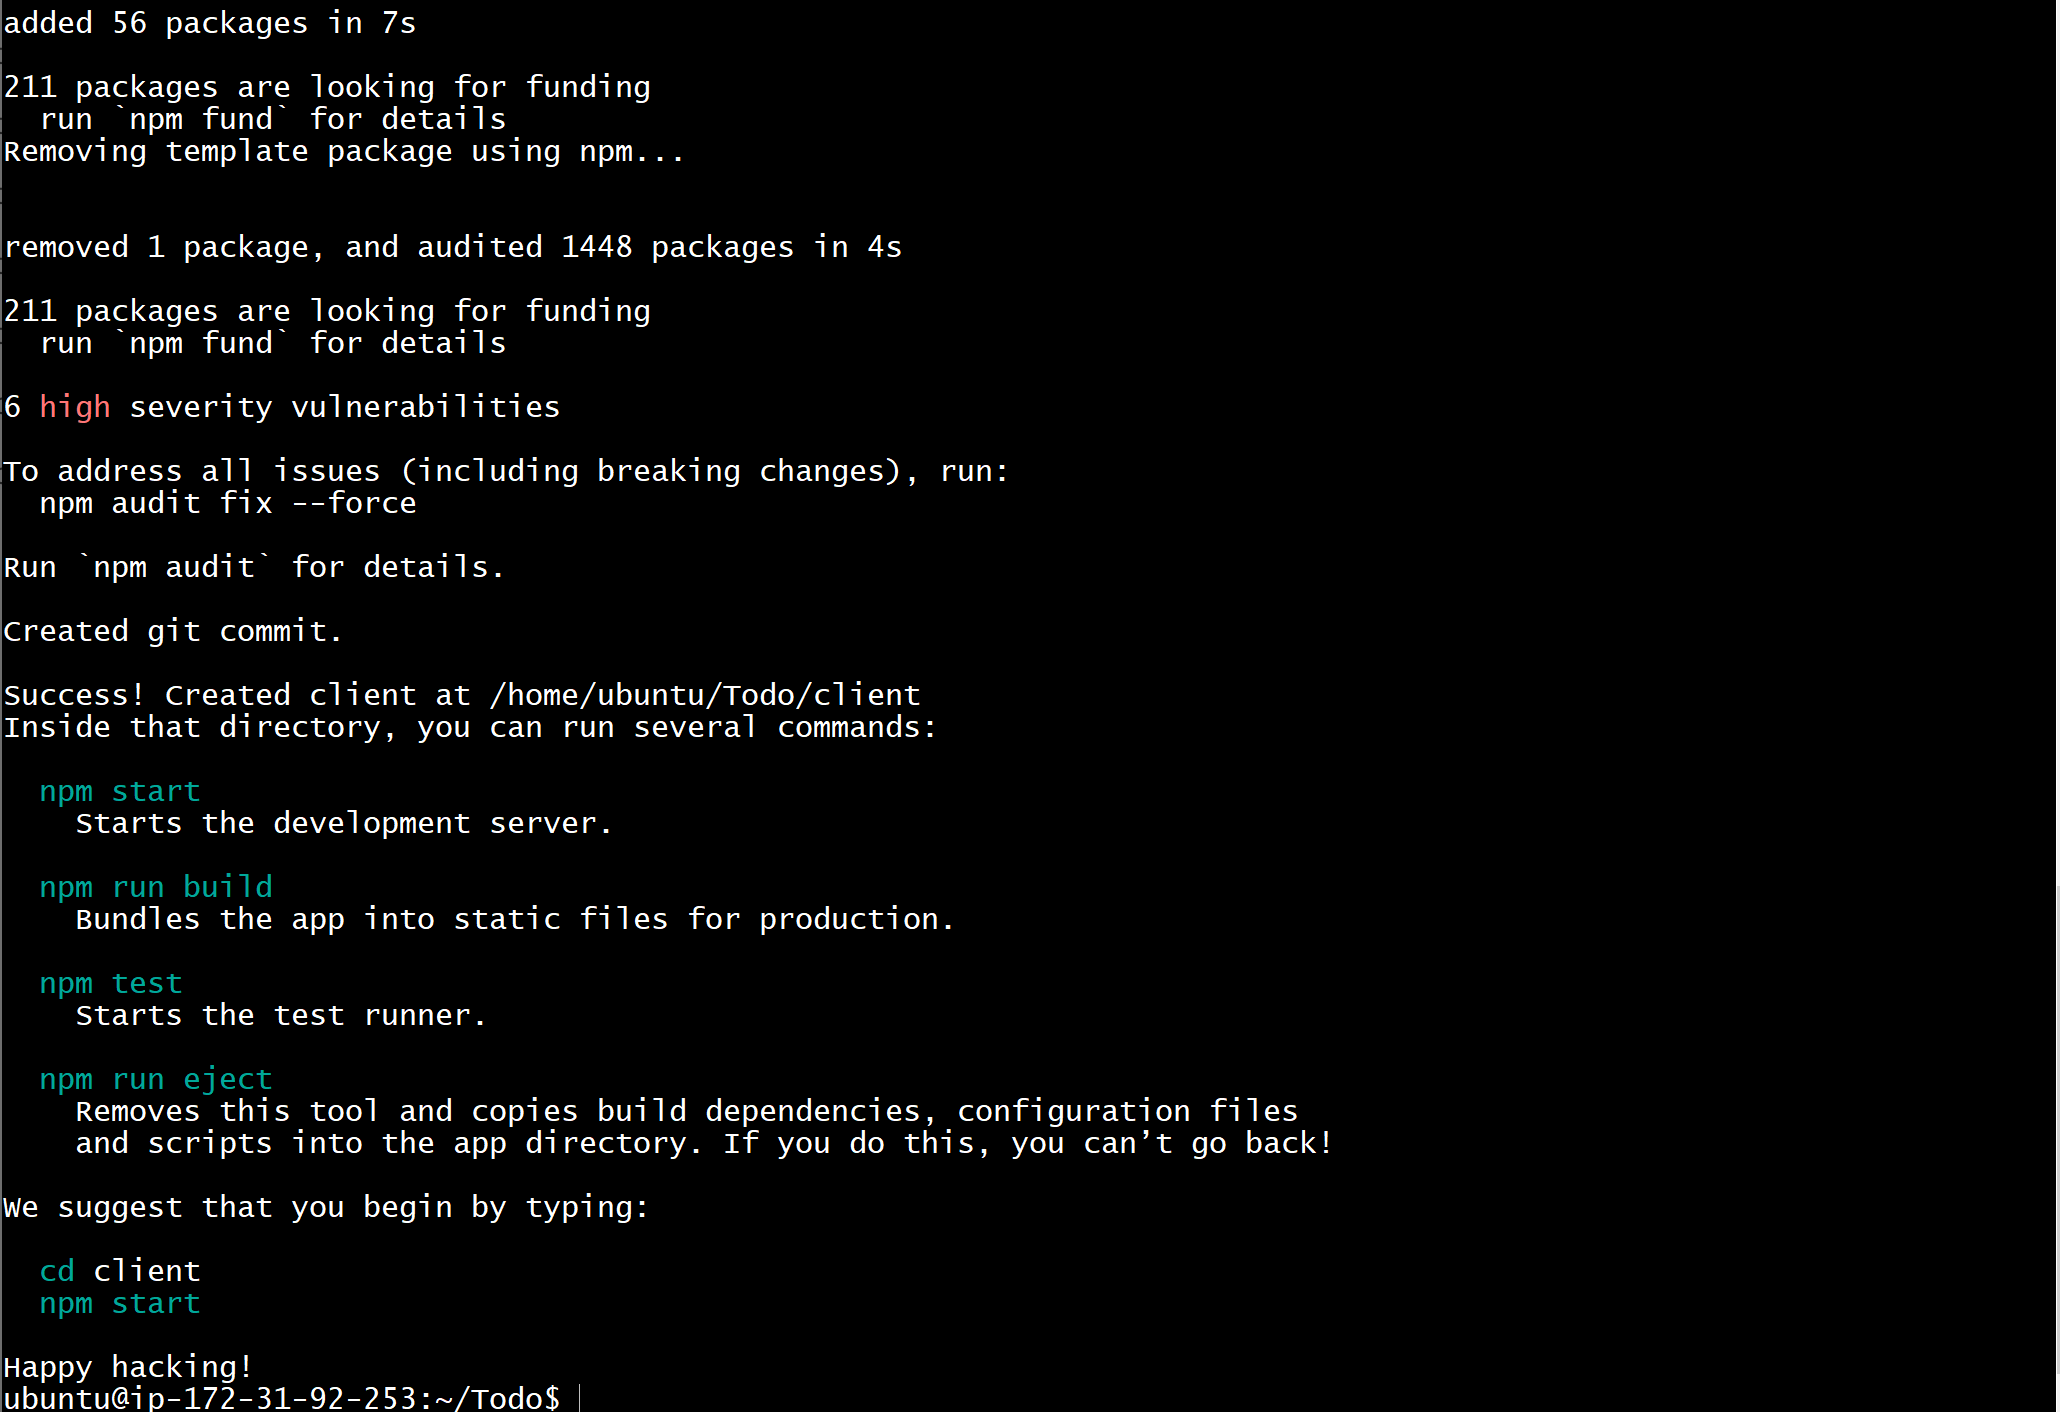 added 56 packages in 7s
211 packages are looking for funding
run `npm fund` for details
Removing template package using npm...
removed 1 package, and audited 1448 packages in 4s
211 packages are looking for funding
run `npm fund` for details
6 high severity vulnerabilities
To address all issues (including breaking changes), run:
npm audit fix --force
Run `npm audit` for details.
Created git commit.
Success! Created client at /home/ubuntu/Todo/client
Inside that directory, you can run several commands:
npm start
Starts the development server.
npm run build
Bundles the app into static files for production.
npm test
Starts the test runner.
npm run eject
Removes this tool and copies build dependencies, configuration files
and scripts into the app directory. If you do this, you can’t go back!
We suggest that you begin by typing:
cd client
npm start
Happy hacking!
ubuntu@ip-172-31-92-253:~/Todo$